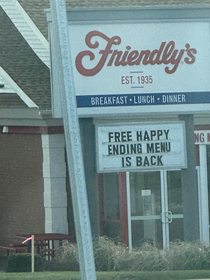 Friendly's
EST. 1935
BREAKFAST • LUNCH • DINNER
FREE HAPPY
ENDING MENU
IS BACK